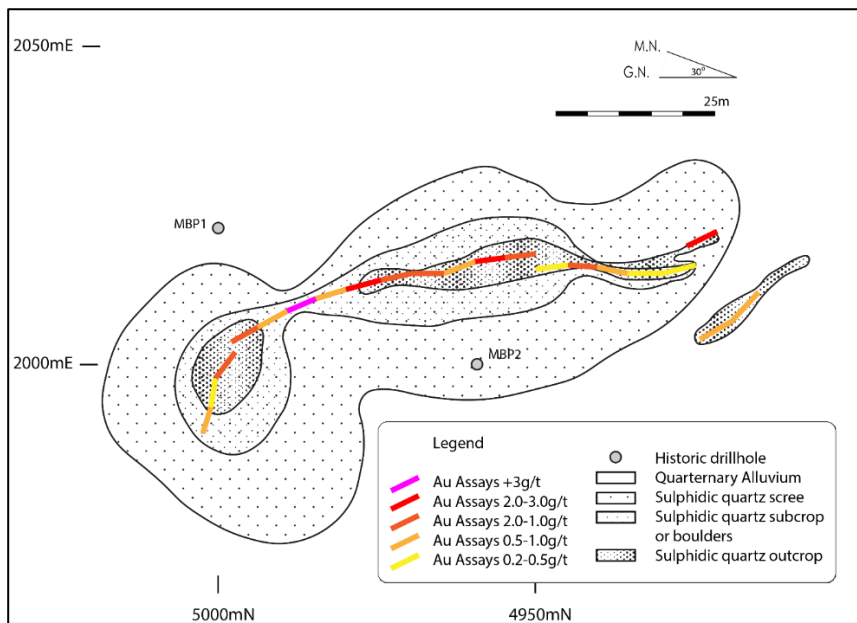 2050mE
M.N.
G.N.
30°
25m
MBP1
2000mE
MBP2
Legend
Au Assays +3g/t
Au Assays 2.0-3.0g/t
Au Assays 2.0-1.0g/t
Au Assays 0.5-1.0g/t
Au Assays 0.2-0.5g/t
Historic drillhole
Quarternary Alluvium
Sulphidic quartz scree
Sulphidic quartz subcrop
or boulders
Sulphidic quartz outcrop
5000mN
4950mN